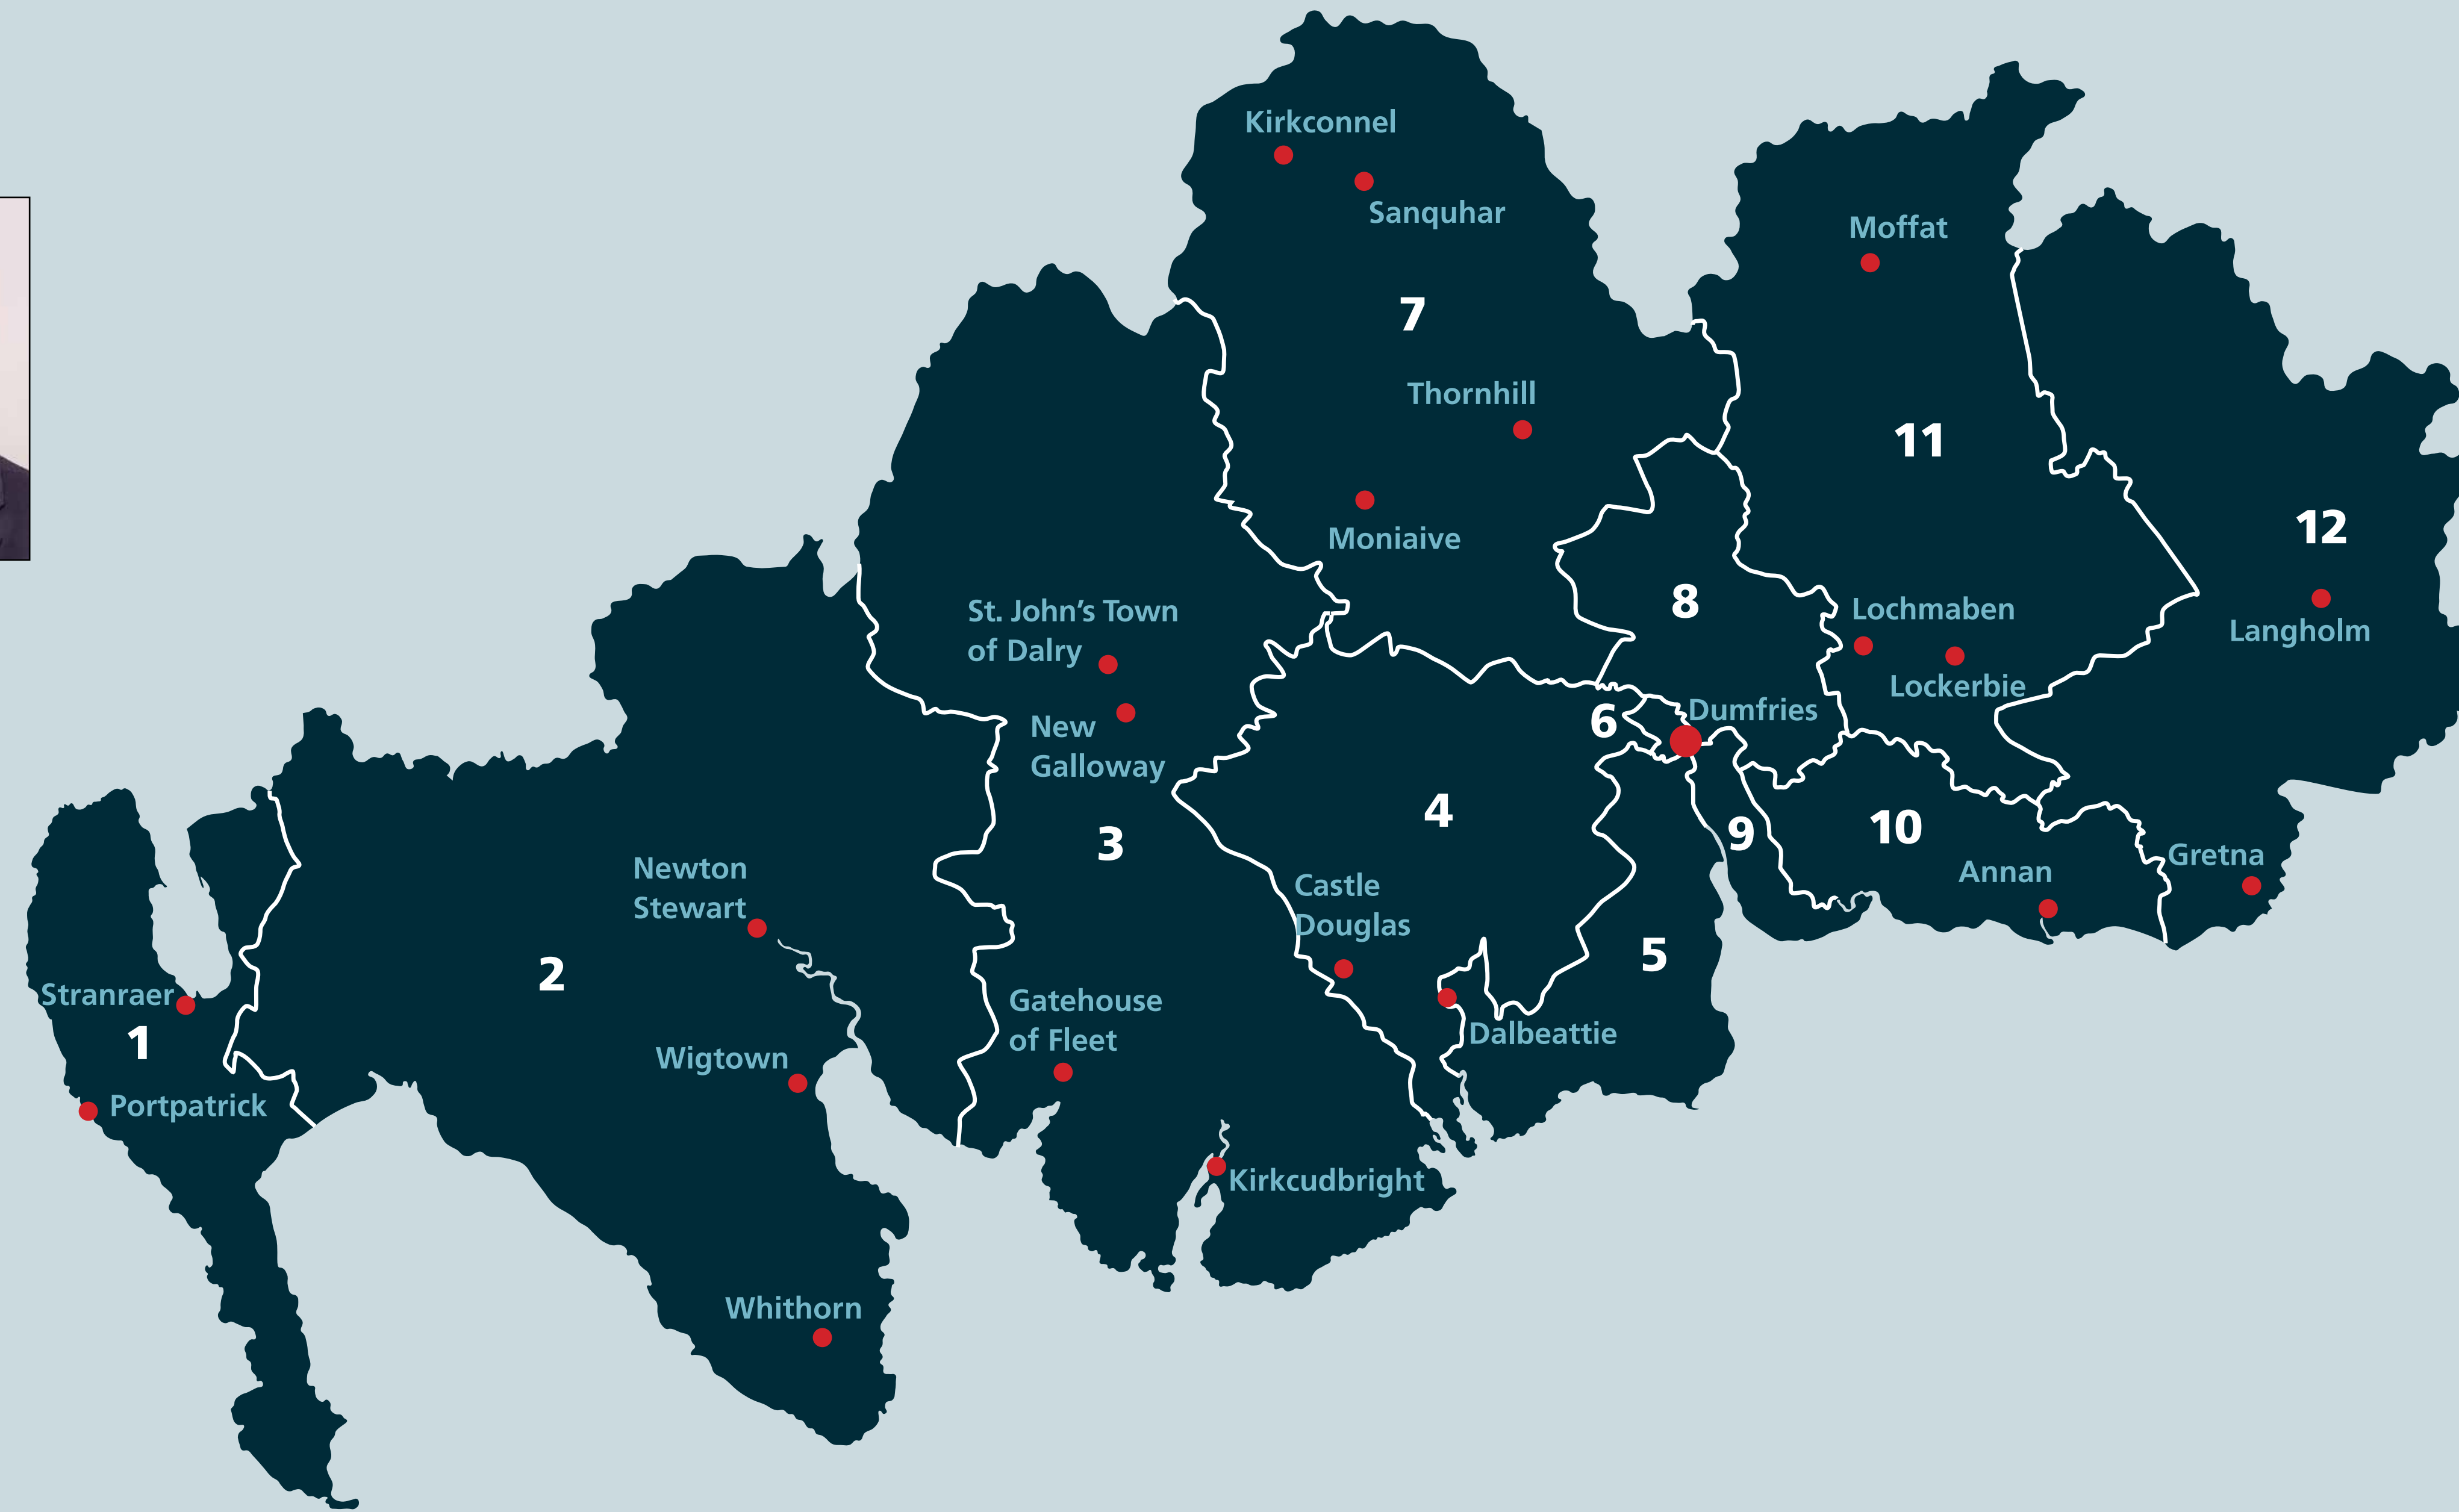 Kirkconnel
Sanquhar
Moffat
7
Thornhill
11
12
Moniaive
8
St. John's Town
of Dalry
Lochmaben
Langholm
Lockerbie
New
Galloway
6
Dumfries
4
3
9
10
Newton
Stewart
Castle
Douglas
Annan
Gretna
2
5
Stranraer
1
Gatehouse
of Fleet
Dalbeattie
Wigtown
Portpatrick
Kirkcudbright
Whithorn